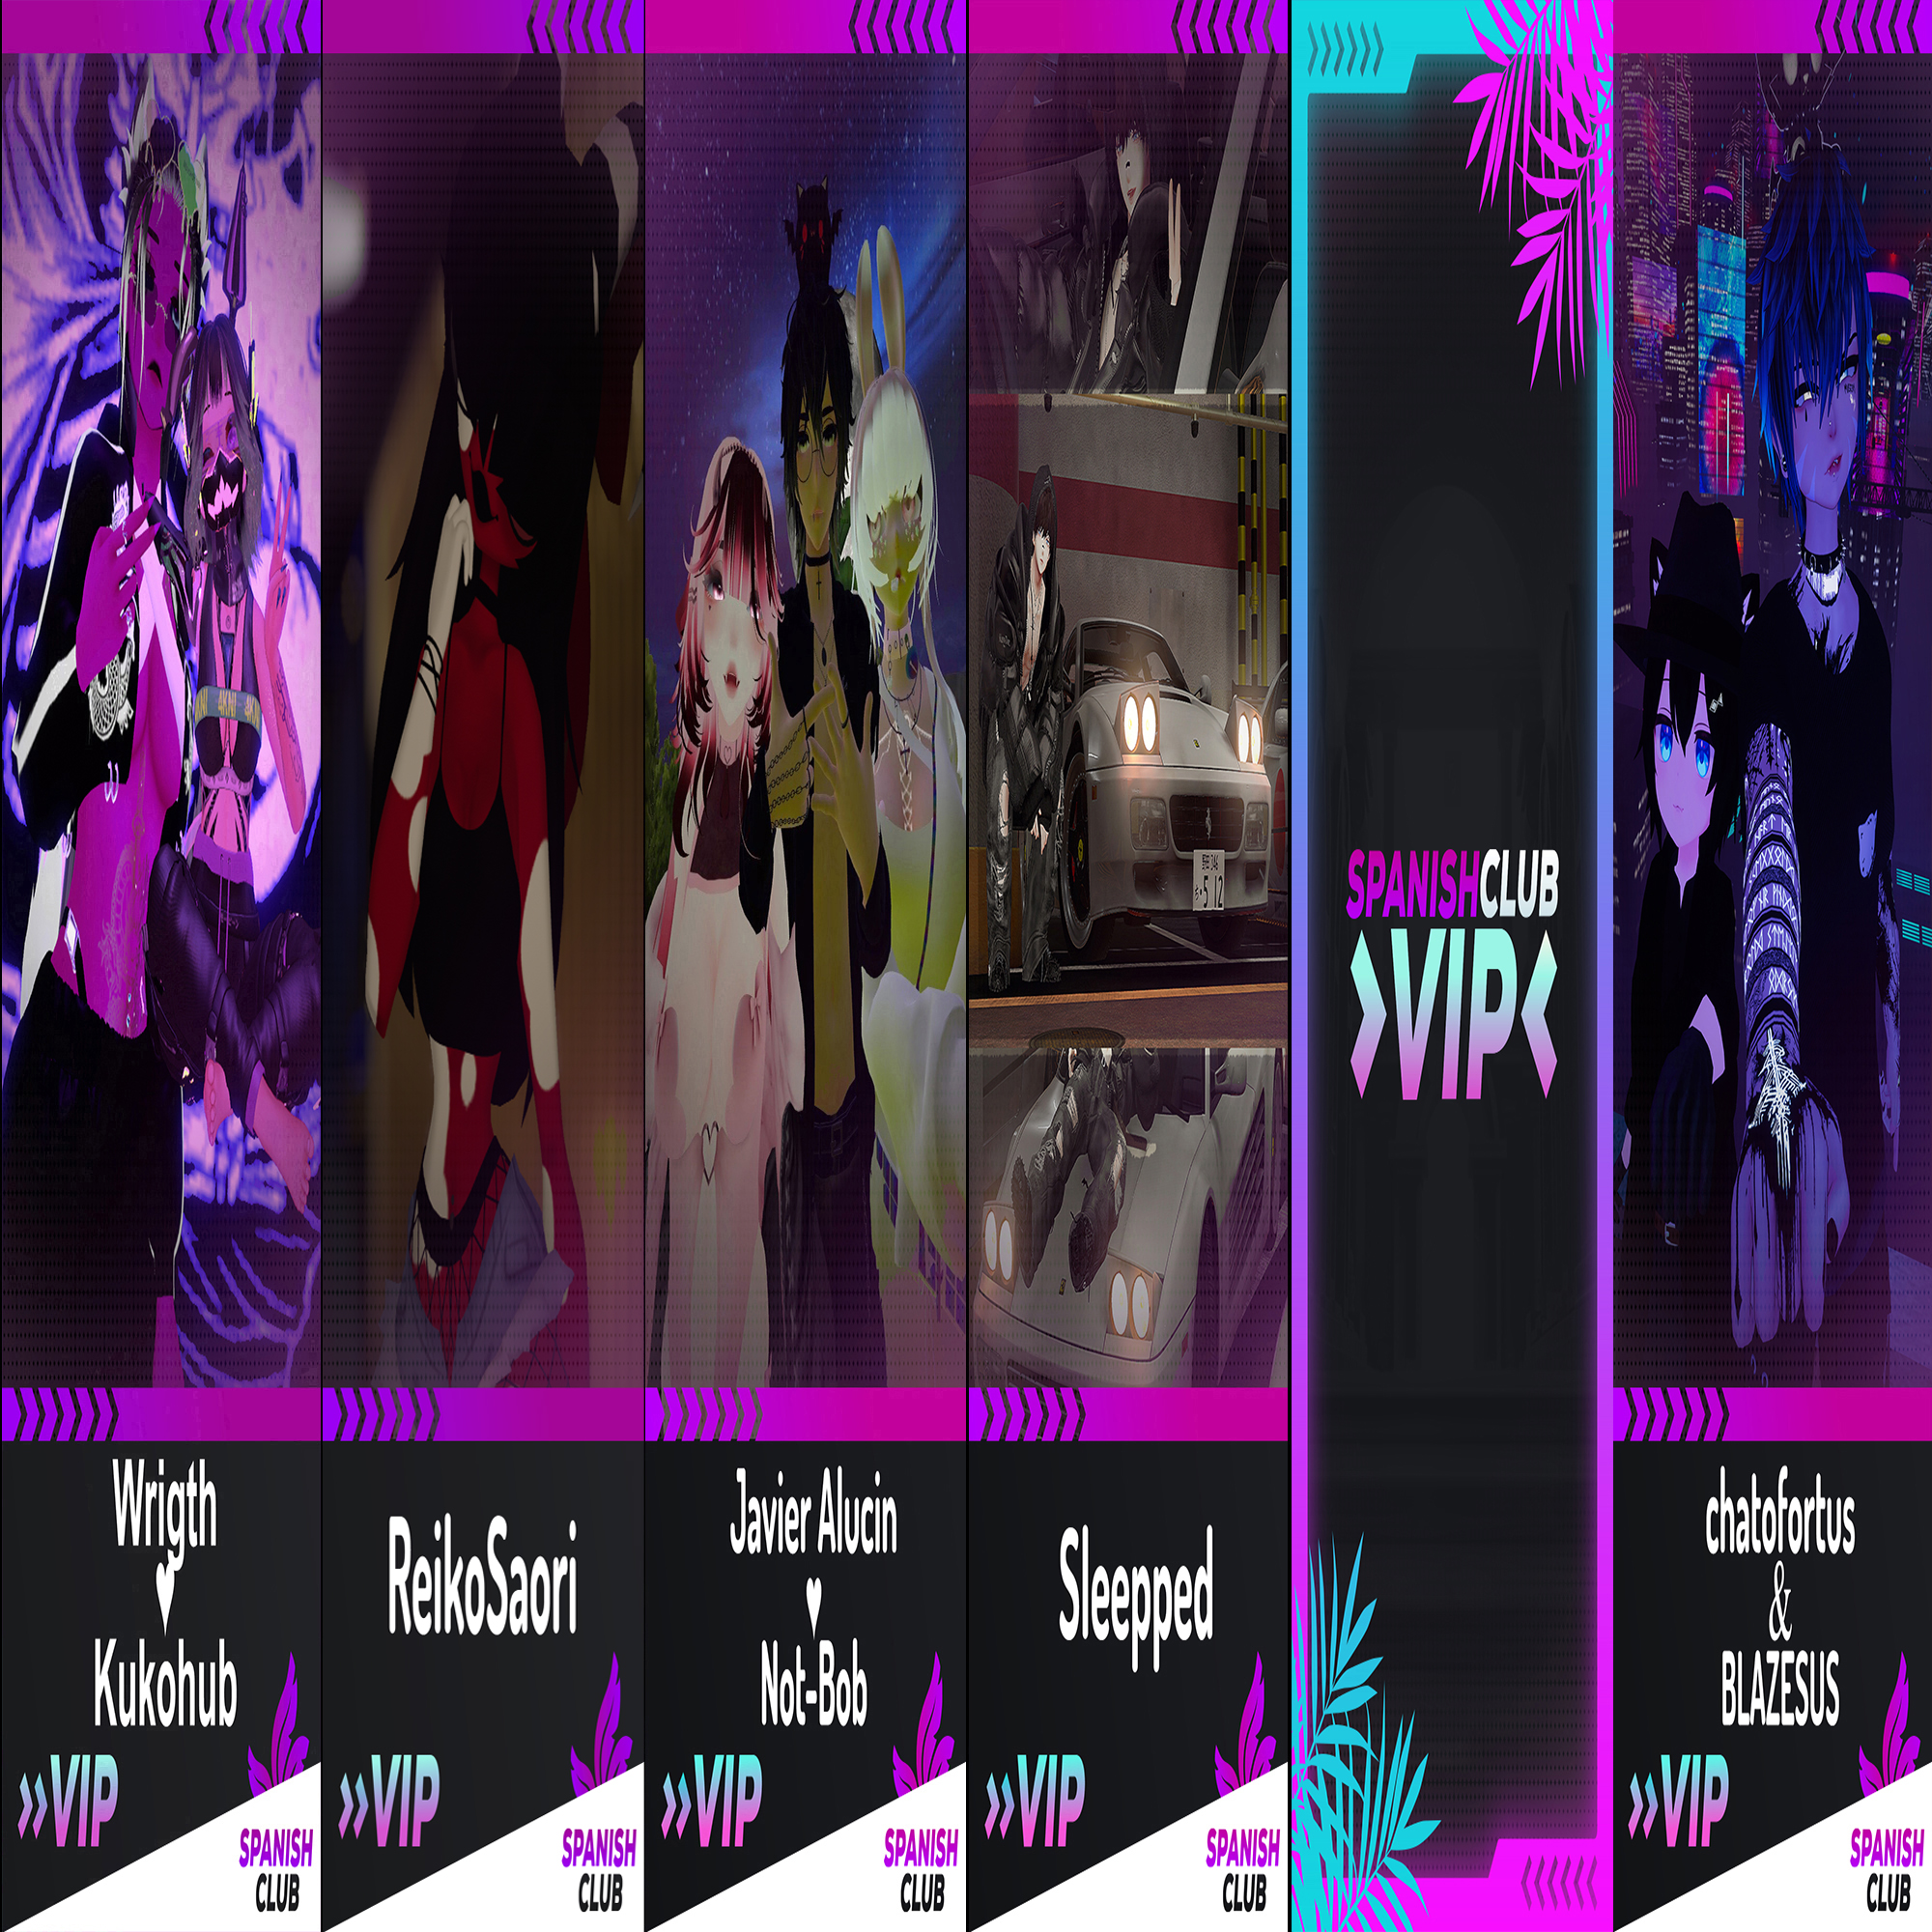 Wrigth
♥
Kukohub
VIP
SPANISH
CLUB
ReikoSaori
VIP
SPANISH
CLUB
Javier Alucin
♥
Not-Bob
VIP
SPANISH
CLUB
Sleepped
VIP
SPANISH
CLUB
SPANISHCLUB
VIP
chatofortus
&
BLAZESUS
VIP
SPANISH
CLUB